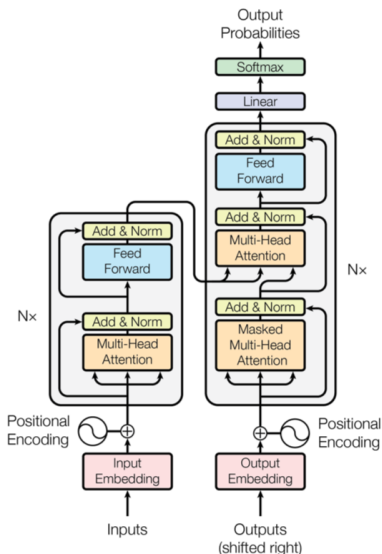 Output
Probabilities
Softmax
Linear
Add & Norm
Feed
Forward
Add & Norm
Multi-Head
Attention
Nx
Add & Norm
Masked
Multi-Head
Attention
Add & Norm
Feed
Forward
Nx
Add & Norm
Multi-Head
Attention
Positional
Encoding
Positional
Encoding
Input
Embedding
Output
Embedding
Inputs
Outputs
(shifted right)